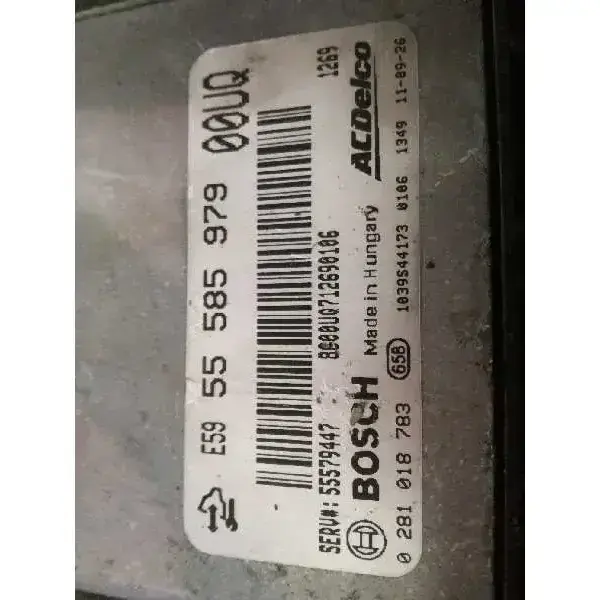 E59 55 585 979 00UQ
SERV#: 55579447 1269
BOSCH Made in Hungary ACDelco
0 281 018 783 65B 1039S44173 0106 1349 11-09-26